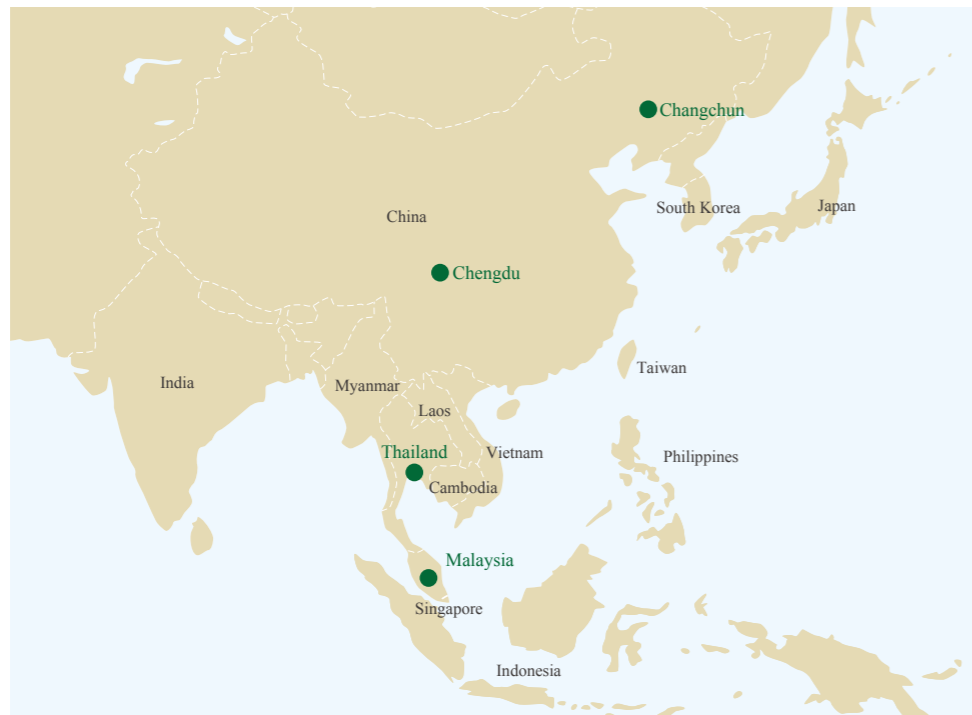 Changchun
South Korea
Japan
China
Chengdu
Taiwan
India
Myanmar
Laos
Thailand
Vietnam
Philippines
Cambodia
Malaysia
Singapore
Indonesia